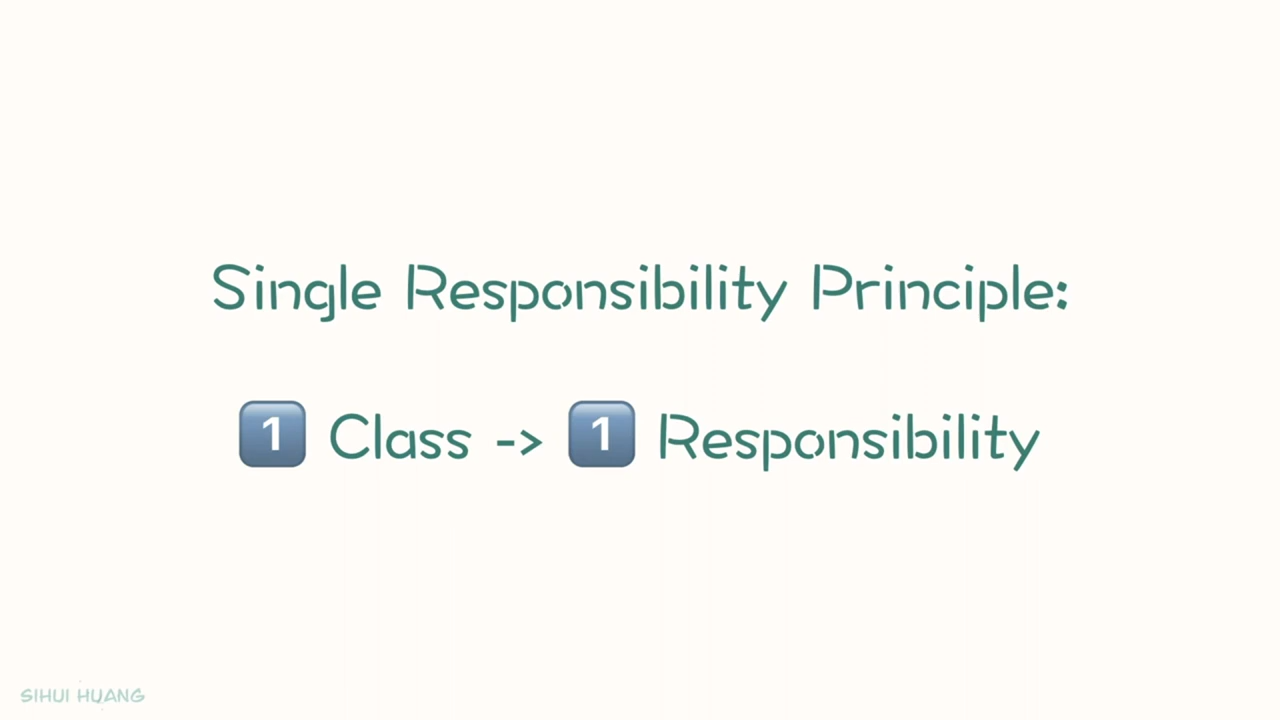 Single Responsibility Principle:
1️⃣ Class -> 1️⃣ Responsibility
SIHUI HUANG